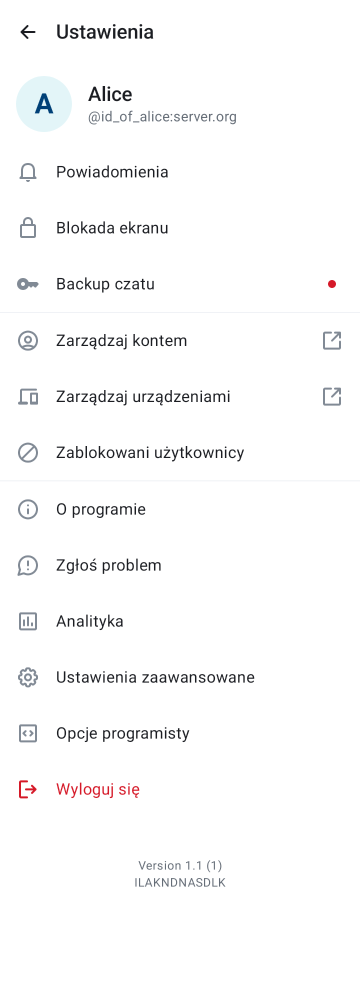 Ustawienia
A
Alice
@id_of_alice:server.org
Powiadomienia
Blokada ekranu
Backup czatu
Zarządzaj kontem
Zarządzaj urządzeniami
Zablokowani użytkownicy
O programie
Zgłoś problem
Analityka
Ustawienia zaawansowane
Opcje programisty
Wyloguj się
Version 1.1 (1)
ILAKNDNASDLK